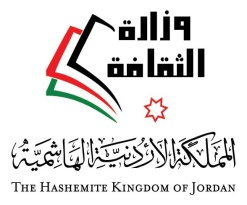 وزارة
الثقافة
المملكة الأردنية الهاشمية
THE HASHEMITE KINGDOM OF JORDAN